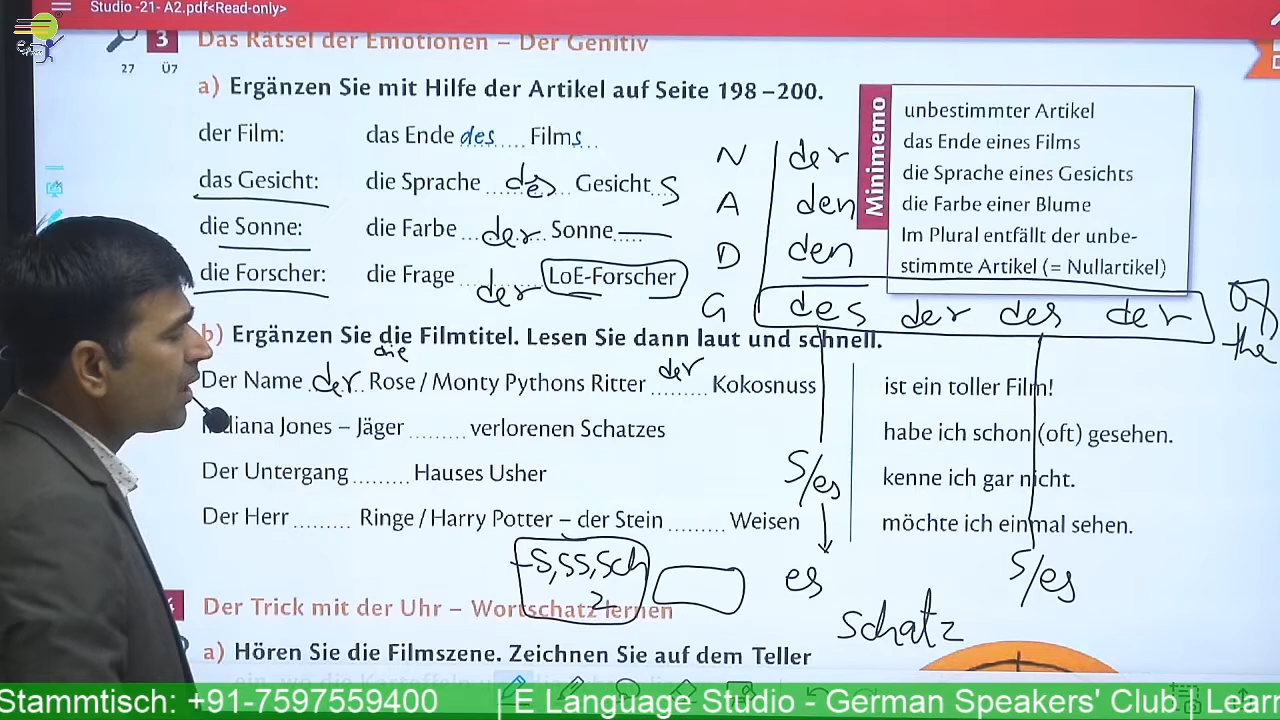 Studio -21- A2.pdf<Read-only>
3 Das Rätsel der Emotionen – Der Genitiv
27 Ü7
a) Ergänzen Sie mit Hilfe der Artikel auf Seite 198–200.
der Film: das Ende des Films
das Gesicht: die Sprache des Gesichts
die Sonne: die Farbe der Sonne
die Forscher: die Frage der LoE-Forscher
N der
A den
D den
G des der des der
Of the
Minimemo
unbestimmter Artikel
das Ende eines Films
die Sprache eines Gesichts
die Farbe einer Blume
Im Plural entfällt der unbe-
stimmte Artikel (= Nullartikel)
b) Ergänzen Sie die Filmtitel. Lesen Sie dann laut und schnell.
die
Der Name der Rose / Monty Pythons Ritter der Kokosnuss ist ein toller Film!
Indiana Jones – Jäger ........ verlorenen Schatzes habe ich schon (oft) gesehen.
Der Untergang ........ Hauses Usher kenne ich gar nicht.
Der Herr ........ Ringe / Harry Potter – der Stein ........ Weisen möchte ich einmal sehen.
S/es
es
S/es
-S, SS, Sch
z
Schatz
Der Trick mit der Uhr – Wortschatz lernen
a) Hören Sie die Filmszene. Zeichnen Sie auf dem Teller
Stammtisch: +91-7597559400 | E Language Studio - German Speakers' Club | Learn